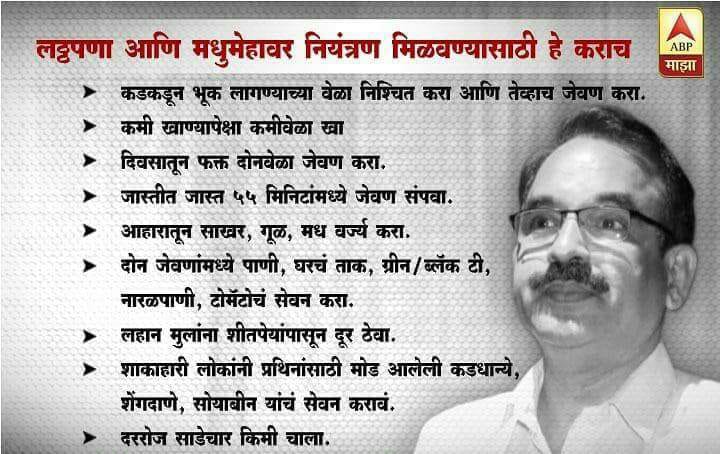 लठ्ठपणा आणि मधुमेहावर नियंत्रण मिळवण्यासाठी हे कराच
ABP
माझा
➤ कडकडून भूक लागण्याच्या वेळा निश्चित करा आणि तेव्हाच जेवण करा.
➤ कमी खाण्यापेक्षा कमीवेळा खा
➤ दिवसातून फक्त दोनवेळा जेवण करा.
➤ जास्तीत जास्त ५५ मिनिटांमध्ये जेवण संपवा.
➤ आहारातून साखर, गूळ, मध वर्ज्य करा.
➤ दोन जेवणांमध्ये पाणी, घरचं ताक, ग्रीन/ब्लॅक टी,
नारळपाणी, टोमॅटोचं सेवन करा.
➤ लहान मुलांना शीतपेयांपासून दूर ठेवा.
➤ शाकाहारी लोकांनी प्रथिनांसाठी मोड आलेली कडधान्ये,
शेंगदाणे, सोयाबीन यांचं सेवन करावं.
➤ दररोज साडेचार किमी चाला.